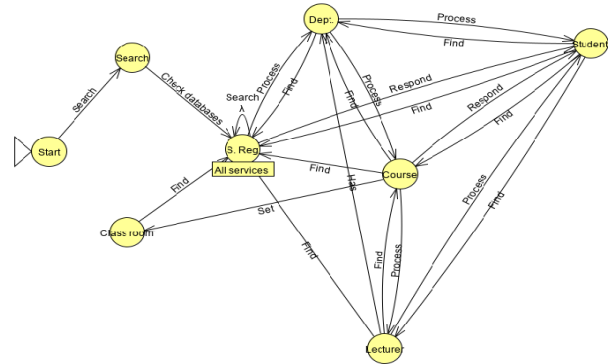 Dept.
Process
Find
Student
Search
Search
Check databases
Process
Find
Process
Find
Respond
Find
Respond
Find
Search
Start
S. Reg
All services
Find
Course
Find
Set
Has
Class room
Find
Find
Process
Process
Find
Lecturer